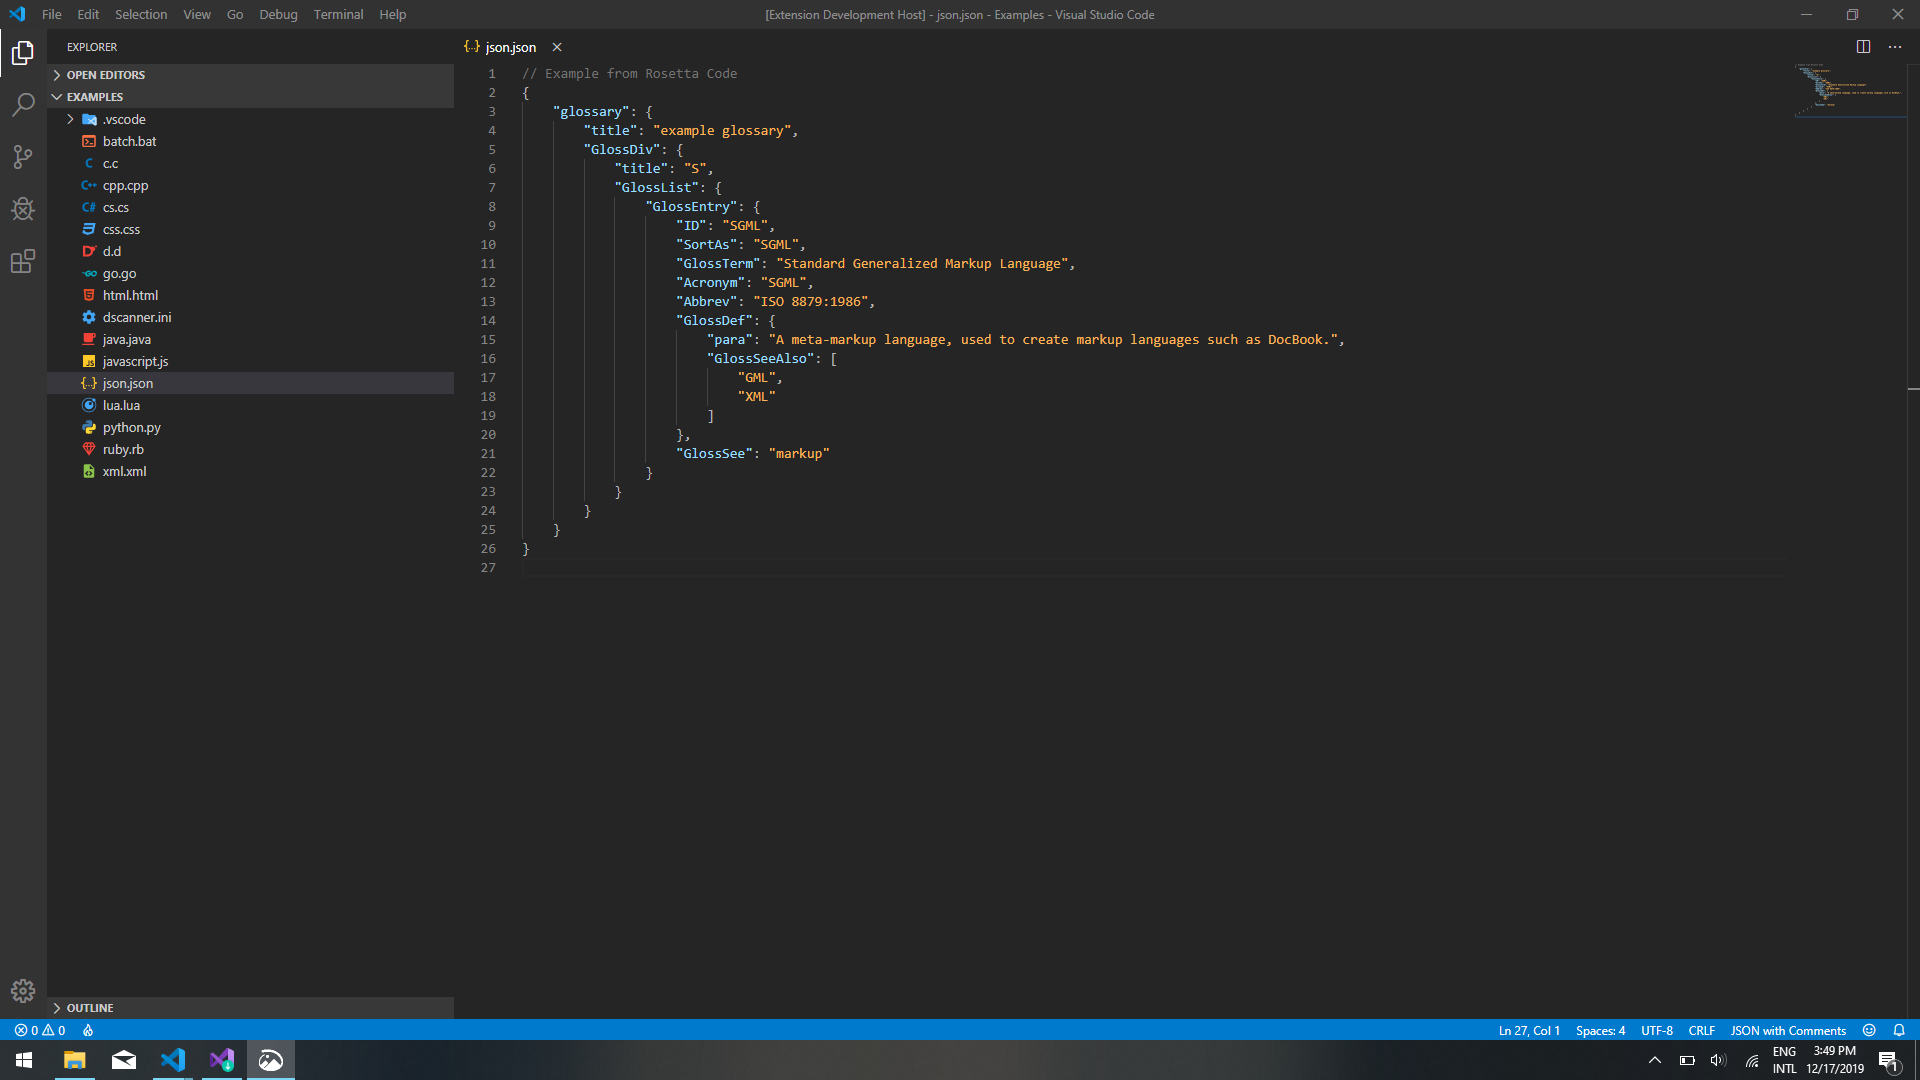 File Edit Selection View Go Debug Terminal Help
[Extension Development Host] - json.json - Examples - Visual Studio Code
EXPLORER
OPEN EDITORS
EXAMPLES
.vscode
batch.bat
c.c
cpp.cpp
cs.cs
css.css
d.d
go.go
html.html
dscanner.ini
java.java
javascript.js
json.json
lua.lua
python.py
ruby.rb
xml.xml
OUTLINE
{..} json.json
1 // Example from Rosetta Code
2 {
3 "glossary": {
4 "title": "example glossary",
5 "GlossDiv": {
6 "title": "S",
7 "GlossList": {
8 "GlossEntry": {
9 "ID": "SGML",
10 "SortAs": "SGML",
11 "GlossTerm": "Standard Generalized Markup Language",
12 "Acronym": "SGML",
13 "Abbrev": "ISO 8879:1986",
14 "GlossDef": {
15 "para": "A meta-markup language, used to create markup languages such as DocBook.",
16 "GlossSeeAlso": [
17 "GML",
18 "XML"
19 ]
20 },
21 "GlossSee": "markup"
22 }
23 }
24 }
25 }
26 }
27
0 0
Ln 27, Col 1 Spaces: 4 UTF-8 CRLF JSON with Comments
ENG 3:49 PM
INTL 12/17/2019
1